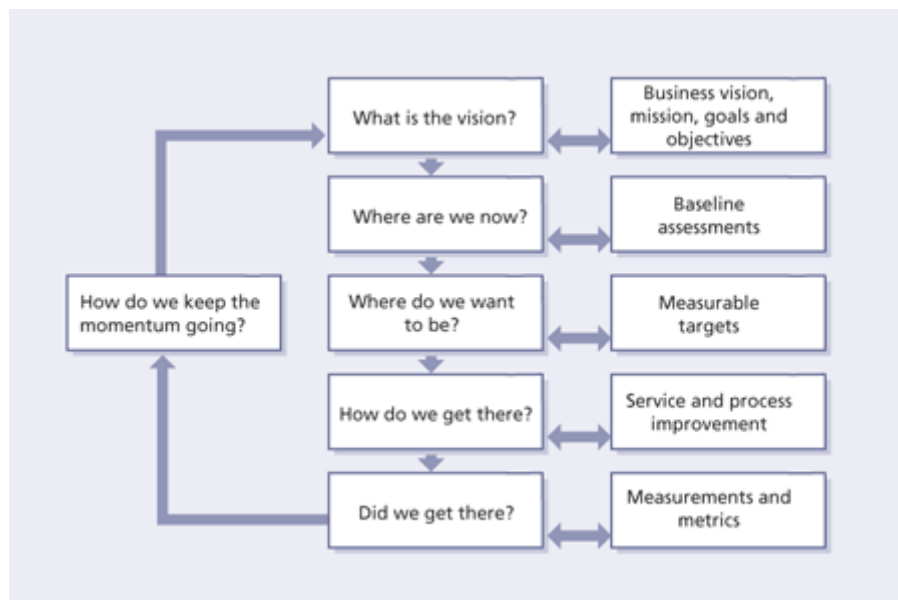 What is the vision?
Business vision,
mission, goals and
objectives
Where are we now?
Baseline
assessments
How do we keep the
momentum going?
Where do we want
to be?
Measurable
targets
How do we get there?
Service and process
improvement
Did we get there?
Measurements and
metrics